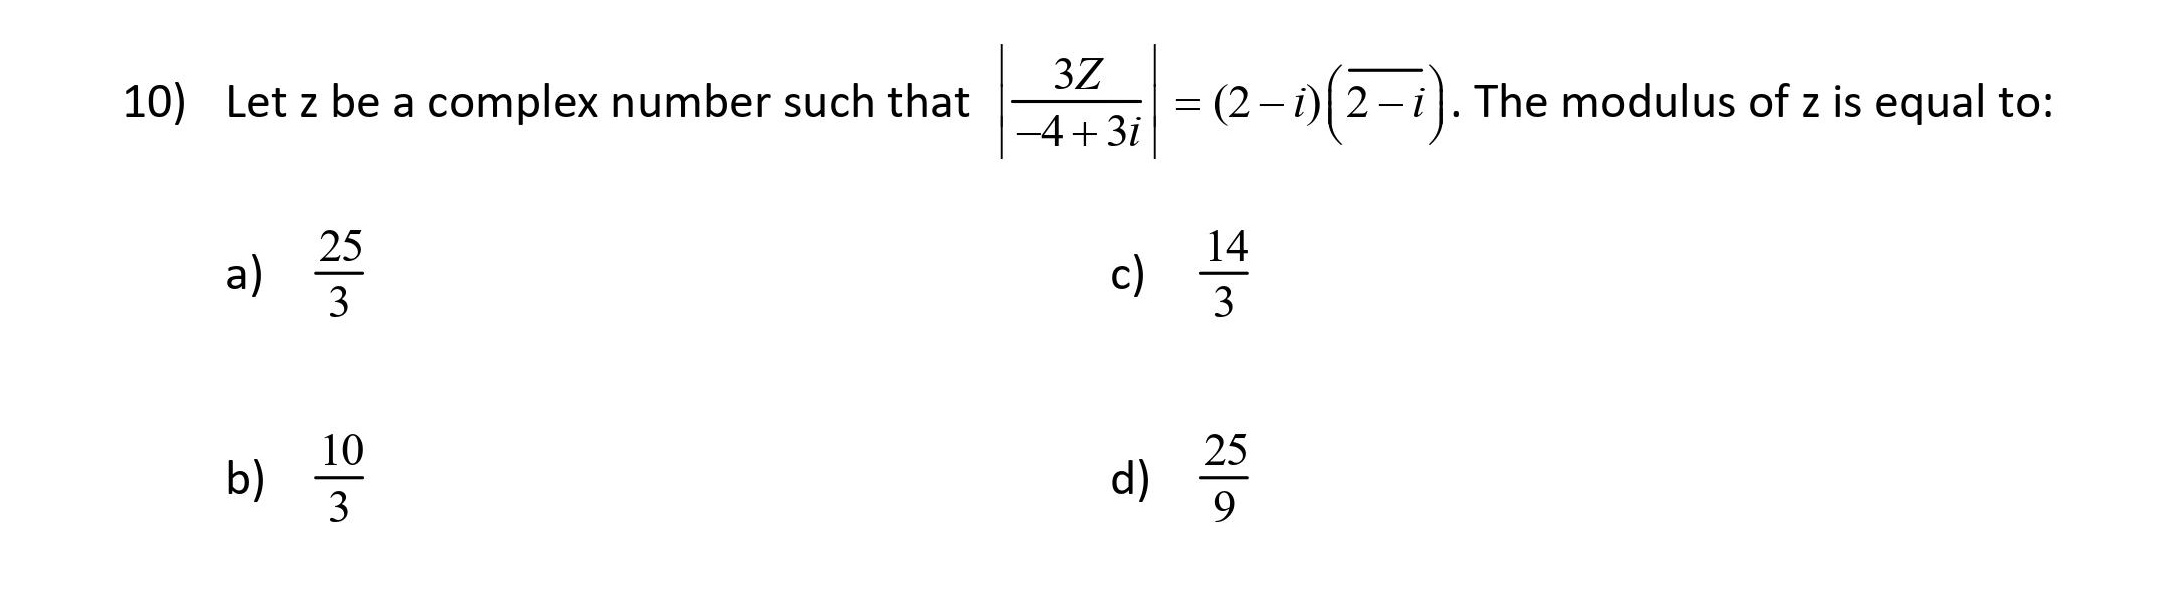 10) Let z be a complex number such that |3Z/(−4+3i)| = (2−i)(\overline{2−i}). The modulus of z is equal to:
a) 25/3 c) 14/3
b) 10/3 d) 25/9